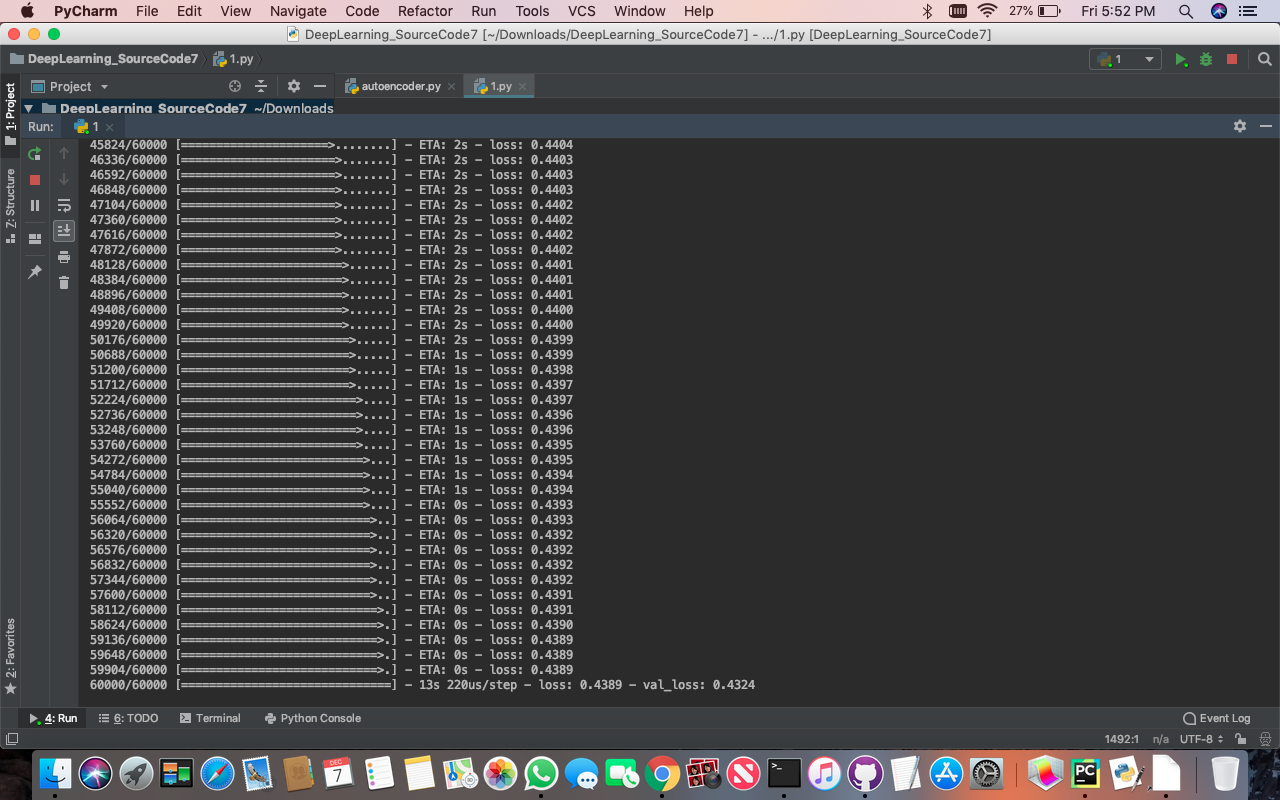 PyCharm File Edit View Navigate Code Refactor Run Tools VCS Window Help 27% Fri 5:52 PM
DeepLearning_SourceCode7 [~/Downloads/DeepLearning_SourceCode7] - .../1.py [DeepLearning_SourceCode7]
DeepLearning_SourceCode7 1.py 1
1: Project
Project autoencoder.py 1.py
DeepLearning_SourceCode7 ~/Downloads
Run: 1
45824/60000 [=====================>........] - ETA: 2s - loss: 0.4404
46336/60000 [======================>.......] - ETA: 2s - loss: 0.4403
46592/60000 [======================>.......] - ETA: 2s - loss: 0.4403
46848/60000 [======================>.......] - ETA: 2s - loss: 0.4403
47104/60000 [======================>.......] - ETA: 2s - loss: 0.4402
47360/60000 [======================>.......] - ETA: 2s - loss: 0.4402
47616/60000 [======================>.......] - ETA: 2s - loss: 0.4402
47872/60000 [======================>.......] - ETA: 2s - loss: 0.4402
48128/60000 [=======================>......] - ETA: 2s - loss: 0.4401
48384/60000 [=======================>......] - ETA: 2s - loss: 0.4401
48896/60000 [=======================>......] - ETA: 2s - loss: 0.4401
49408/60000 [=======================>......] - ETA: 2s - loss: 0.4400
49920/60000 [=======================>......] - ETA: 2s - loss: 0.4400
50176/60000 [========================>.....] - ETA: 2s - loss: 0.4399
50688/60000 [========================>.....] - ETA: 1s - loss: 0.4399
51200/60000 [========================>.....] - ETA: 1s - loss: 0.4398
51712/60000 [========================>.....] - ETA: 1s - loss: 0.4397
52224/60000 [=========================>....] - ETA: 1s - loss: 0.4397
52736/60000 [=========================>....] - ETA: 1s - loss: 0.4396
53248/60000 [=========================>....] - ETA: 1s - loss: 0.4396
53760/60000 [=========================>....] - ETA: 1s - loss: 0.4395
54272/60000 [==========================>...] - ETA: 1s - loss: 0.4395
54784/60000 [==========================>...] - ETA: 1s - loss: 0.4394
55040/60000 [==========================>...] - ETA: 1s - loss: 0.4394
55552/60000 [==========================>...] - ETA: 0s - loss: 0.4393
56064/60000 [===========================>..] - ETA: 0s - loss: 0.4393
56320/60000 [===========================>..] - ETA: 0s - loss: 0.4392
56576/60000 [===========================>..] - ETA: 0s - loss: 0.4392
56832/60000 [===========================>..] - ETA: 0s - loss: 0.4392
57344/60000 [===========================>..] - ETA: 0s - loss: 0.4392
57600/60000 [===========================>..] - ETA: 0s - loss: 0.4391
58112/60000 [============================>.] - ETA: 0s - loss: 0.4391
58624/60000 [============================>.] - ETA: 0s - loss: 0.4390
59136/60000 [============================>.] - ETA: 0s - loss: 0.4389
59648/60000 [============================>.] - ETA: 0s - loss: 0.4389
59904/60000 [============================>.] - ETA: 0s - loss: 0.4389
60000/60000 [==============================] - 13s 220us/step - loss: 0.4389 - val_loss: 0.4324
Z: Structure
2: Favorites
4: Run 6: TODO Terminal Python Console Event Log
1492:1 n/a UTF-8
DEC
7
PC